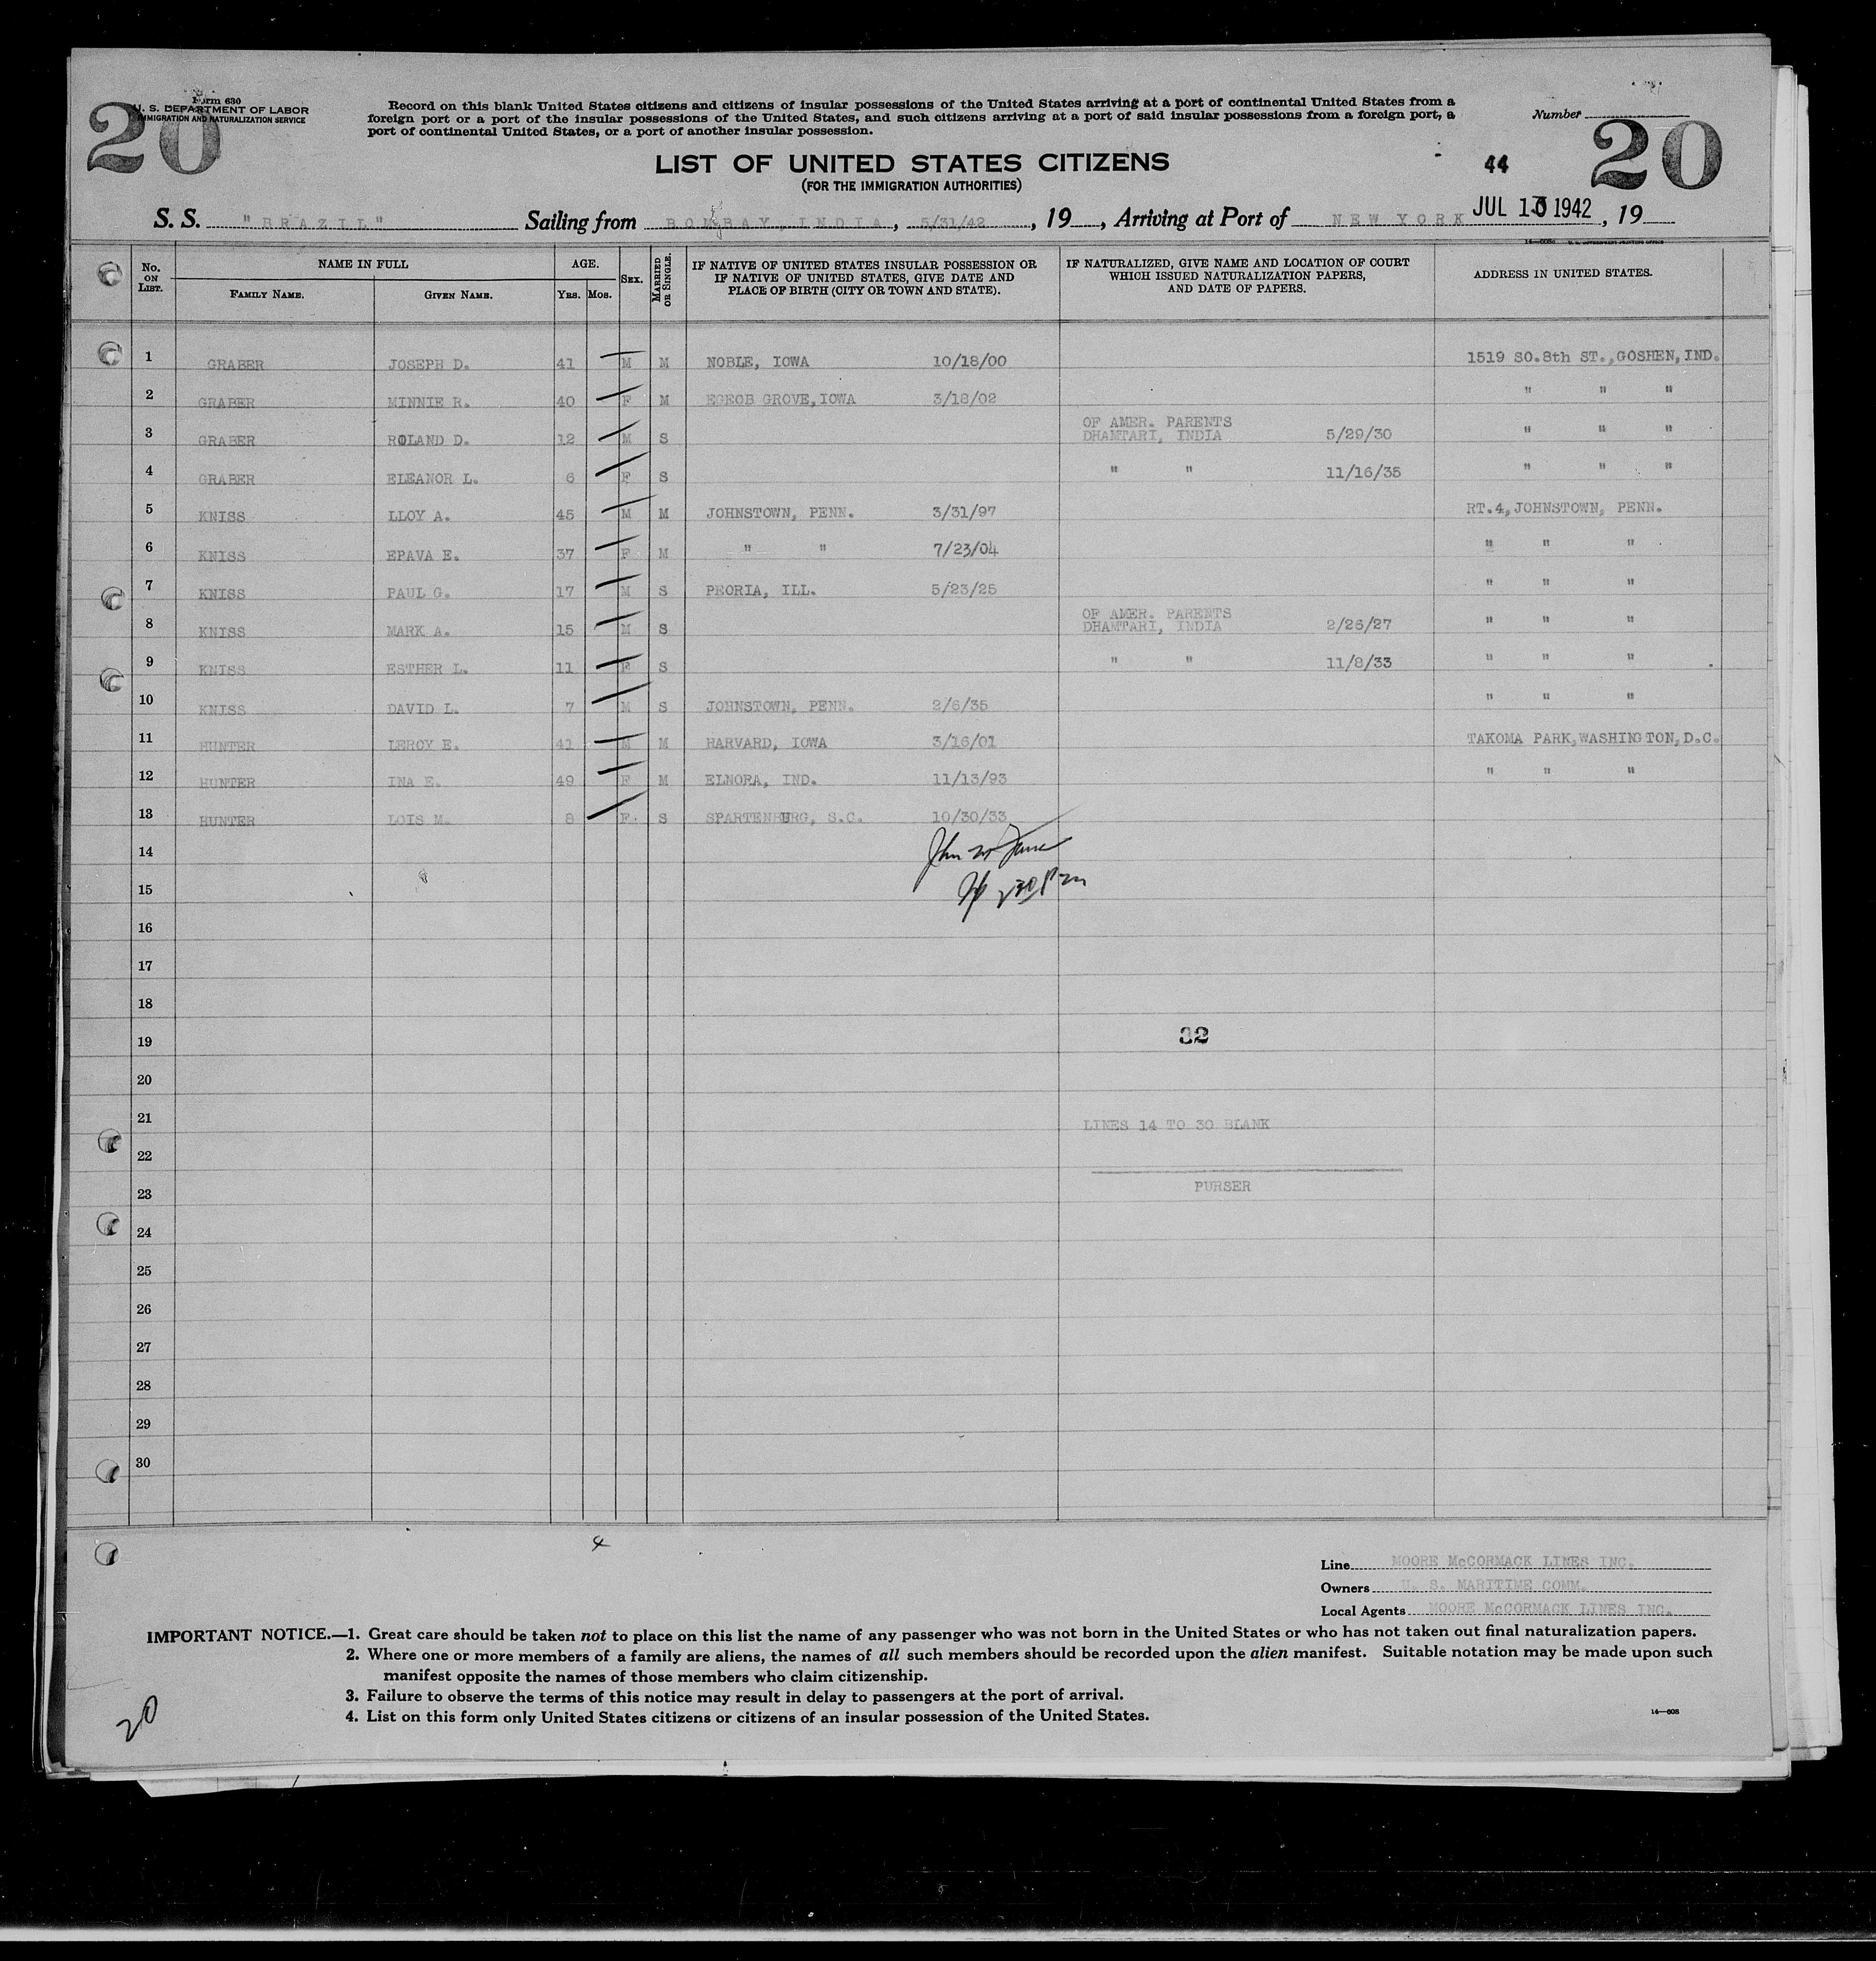 20
Form 630
U. S. DEPARTMENT OF LABOR
IMMIGRATION AND NATURALIZATION SERVICE
Record on this blank United States citizens and citizens of insular possessions of the United States arriving at a port of continental United States from a
foreign port or a port of the insular possessions of the United States, and such citizens arriving at a port of said insular possessions from a foreign port, a
port of continental United States, or a port of another insular possession.
Number
20
LIST OF UNITED STATES CITIZENS
44
(FOR THE IMMIGRATION AUTHORITIES)
S. S. "BRAZIL" Sailing from BOMBAY, INDIA, 5/31/42, 19, Arriving at Port of NEW YORK JUL 13 1942, 19
No. ON LIST. NAME IN FULL AGE. SEX. MARRIED OR SINGLE. IF NATIVE OF UNITED STATES INSULAR POSSESSION OR IF NATIVE OF UNITED STATES, GIVE DATE AND PLACE OF BIRTH (CITY OR TOWN AND STATE). IF NATURALIZED, GIVE NAME AND LOCATION OF COURT WHICH ISSUED NATURALIZATION PAPERS, AND DATE OF PAPERS. ADDRESS IN UNITED STATES.
FAMILY NAME. GIVEN NAME. YRS. MOS.
1 GRABER JOSEPH D. 41 M M NOBLE, IOWA 10/18/00 1519 SO. 8th ST., GOSHEN, IND.
2 GRABER MINNIE R. 40 F M EGEOB GROVE, IOWA 3/18/02 " " "
3 GRABER ROLAND D. 12 M S OF AMER. PARENTS DHAMTARI, INDIA 5/29/30 " " "
4 GRABER ELEANOR L. 6 F S " " 11/16/35 " " "
5 KNISS LLOY A. 45 M M JOHNSTOWN, PENN. 3/31/97 RT.4, JOHNSTOWN, PENN.
6 KNISS EPAVA E. 37 F M " " 7/23/04 " " "
7 KNISS PAUL G. 17 M S PEORIA, ILL. 5/23/25 " " "
8 KNISS MARK A. 15 M S OF AMER. PARENTS DHAMTARI, INDIA 2/26/27 " " "
9 KNISS ESTHER L. 11 F S " " 11/8/33 " " "
10 KNISS DAVID L. 7 M S JOHNSTOWN, PENN. 2/6/35 " " "
11 HUNTER LEROY E. 41 M M HARVARD, IOWA 3/16/01 TAKOMA PARK, WASHINGTON, D.C.
12 HUNTER INA E. 49 F M ELNORA, IND. 11/13/93 " " "
13 HUNTER LOIS M. 8 F. S SPARTENBURG, S.C. 10/30/33
14
15
16
17
18
19 32
20
21 LINES 14 TO 30 BLANK
22
23 PURSER
24
25
26
27
28
29
30
Line MOORE McCORMACK LINES INC.
Owners U. S. MARITIME COMM.
Local Agents MOORE McCORMACK LINES INC.
IMPORTANT NOTICE.—1. Great care should be taken not to place on this list the name of any passenger who was not born in the United States or who has not taken out final naturalization papers.
2. Where one or more members of a family are aliens, the names of all such members should be recorded upon the alien manifest. Suitable notation may be made upon such
manifest opposite the names of those members who claim citizenship.
3. Failure to observe the terms of this notice may result in delay to passengers at the port of arrival.
4. List on this form only United States citizens or citizens of an insular possession of the United States.
14—608
20